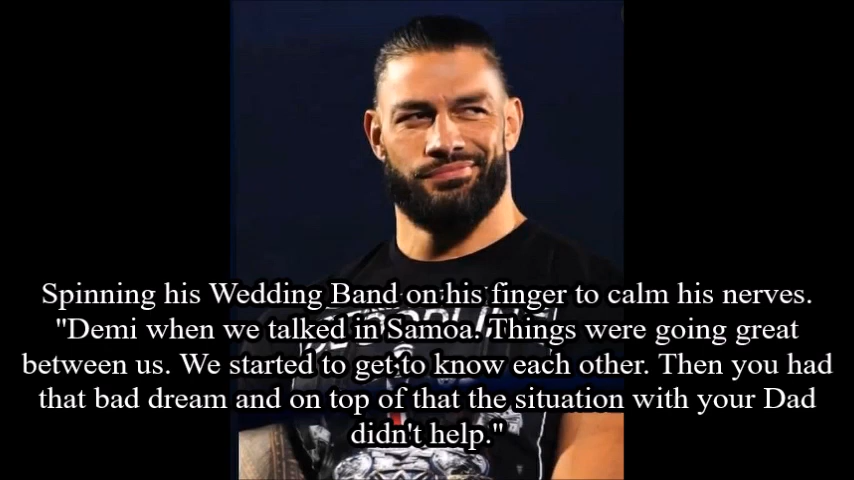 Spinning his Wedding Band on his finger to calm his nerves.
"Demi when we talked in Samoa. Things were going great
between us. We started to get to know each other. Then you had
that bad dream and on top of that the situation with your Dad
didn't help."